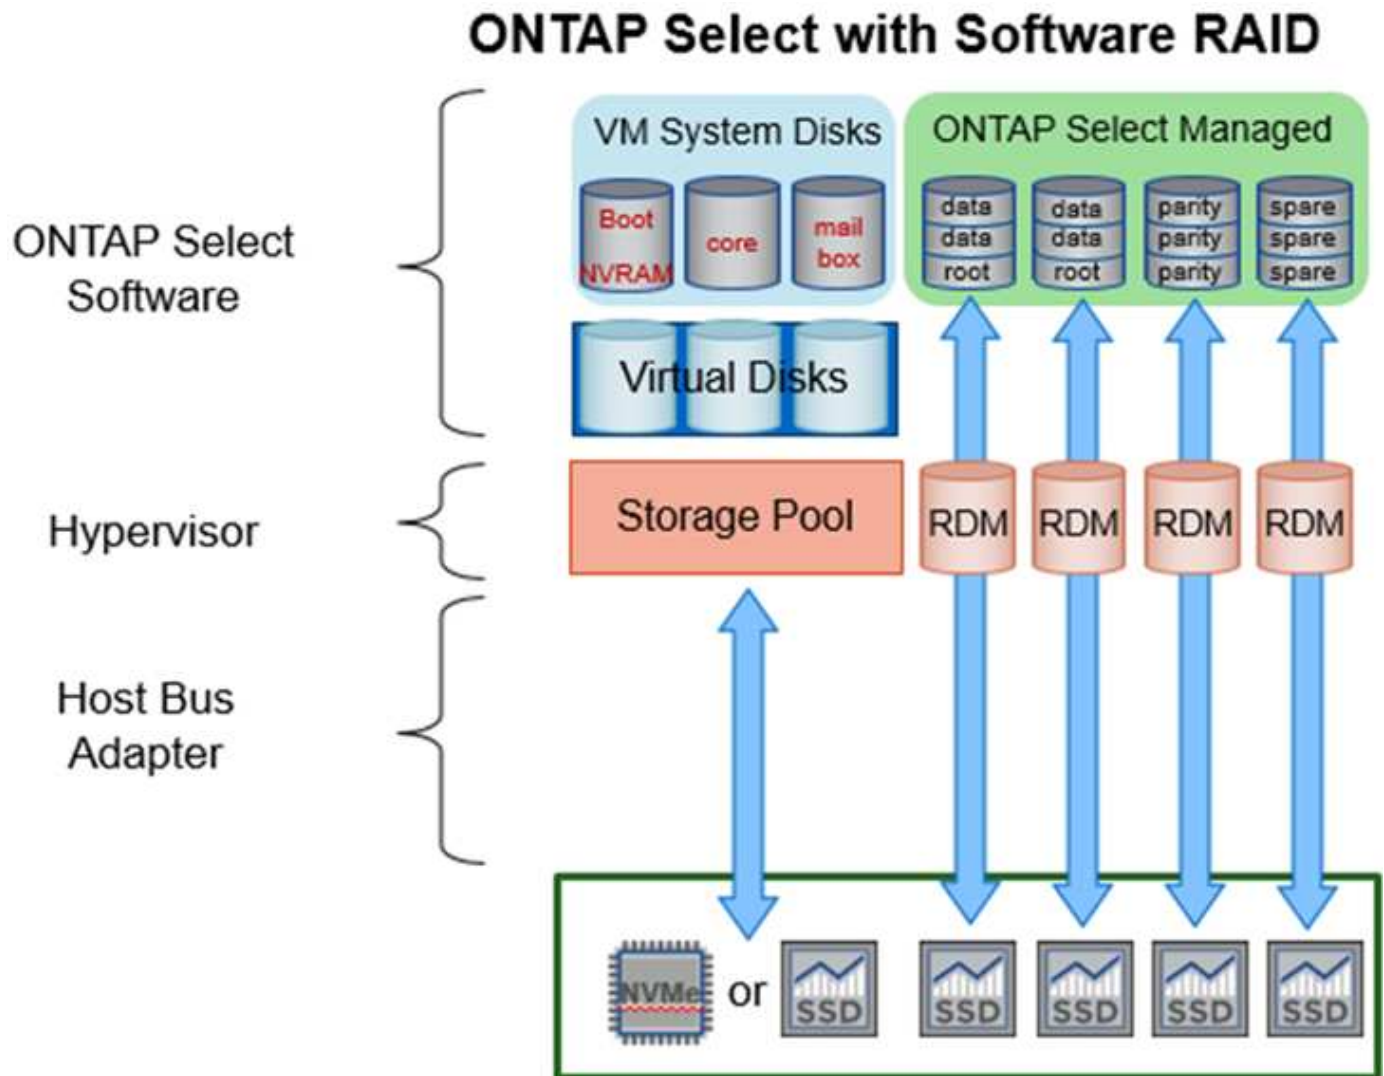 ONTAP Select with Software RAID
VM System Disks
ONTAP Select Managed
ONTAP Select
Software
Boot
NVRAM
core
mail
box
data
data
root
data
data
root
parity
parity
parity
spare
spare
spare
Virtual Disks
Hypervisor
Storage Pool
RDM
RDM
RDM
RDM
Host Bus
Adapter
NVMe
or
SSD
SSD
SSD
SSD
SSD